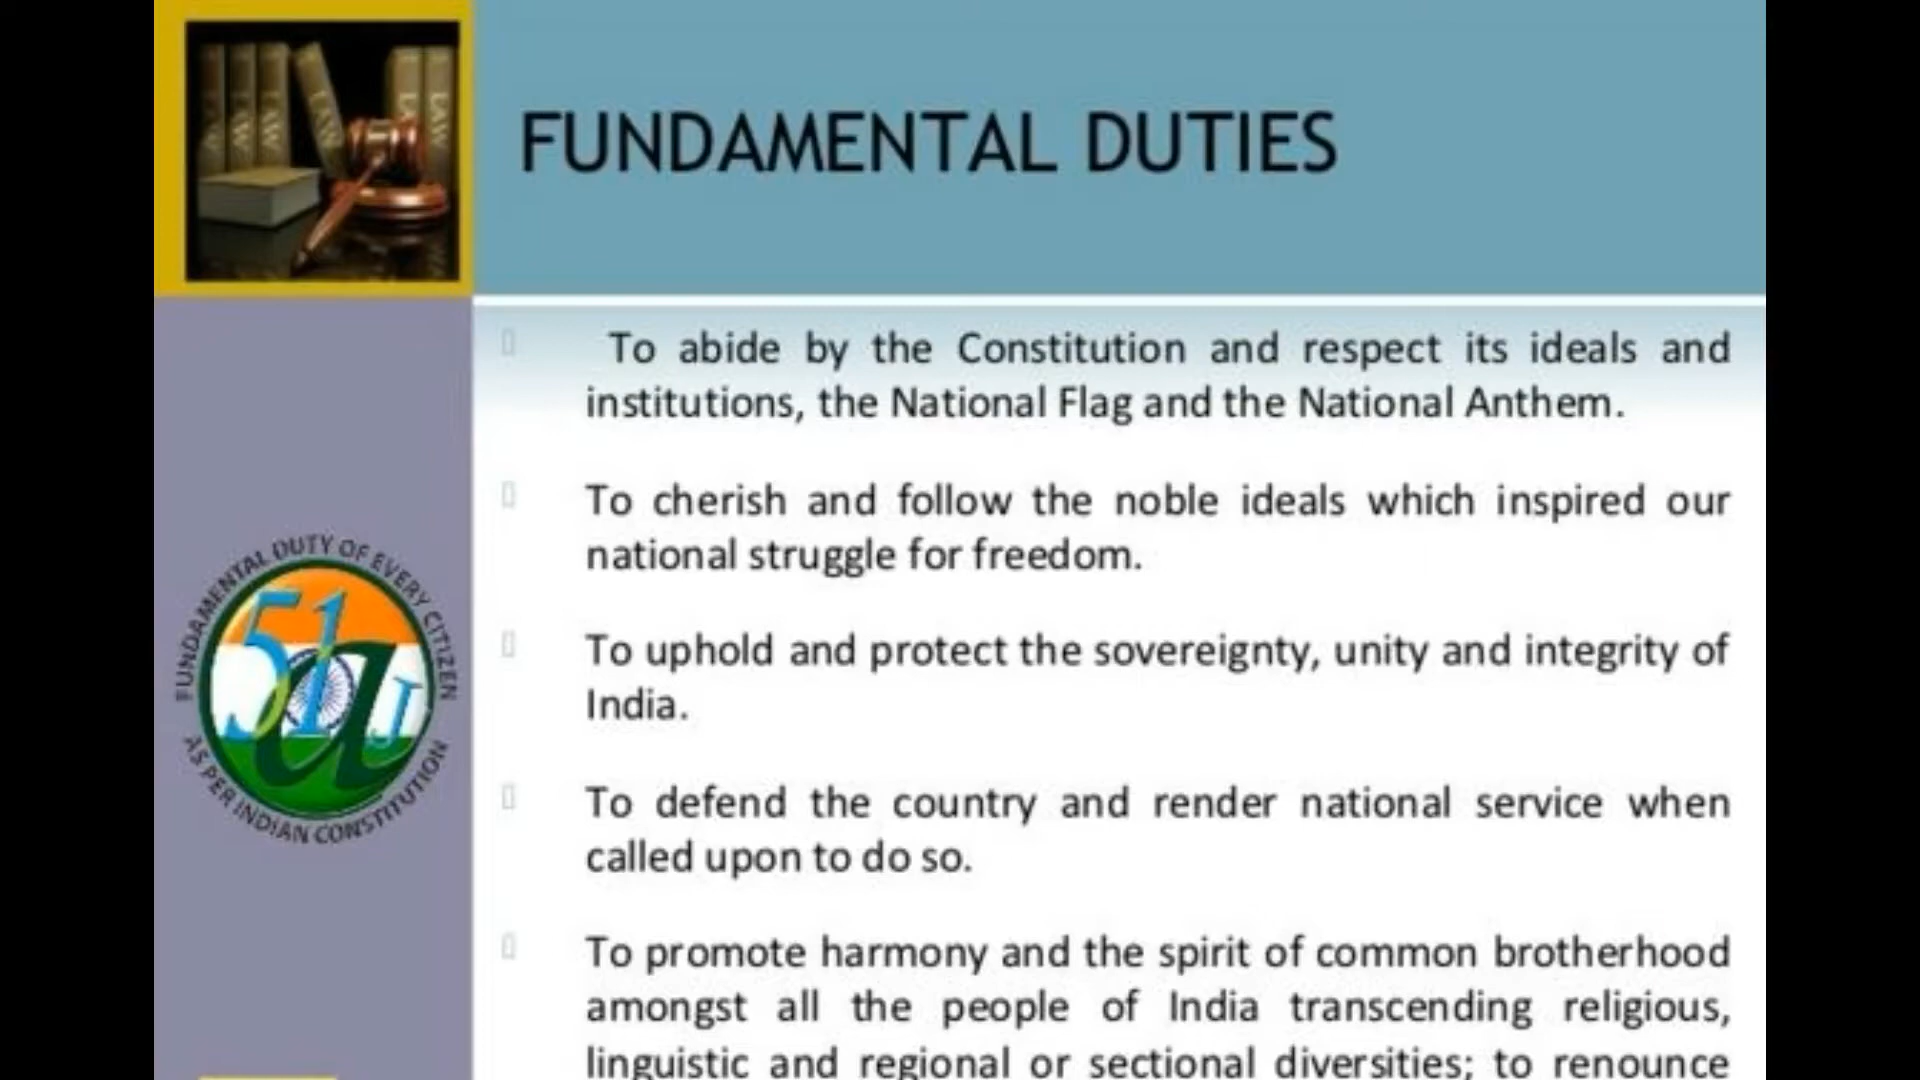 FUNDAMENTAL DUTIES
LAW LAW LAW LAW LAW LAW
To abide by the Constitution and respect its ideals and
institutions, the National Flag and the National Anthem.
To cherish and follow the noble ideals which inspired our
national struggle for freedom.
To uphold and protect the sovereignty, unity and integrity of
India.
To defend the country and render national service when
called upon to do so.
To promote harmony and the spirit of common brotherhood
amongst all the people of India transcending religious,
linguistic and regional or sectional diversities; to renounce
FUNDAMENTAL DUTY OF EVERY CITIZEN
51a J
AS PER INDIAN CONSTITUTION